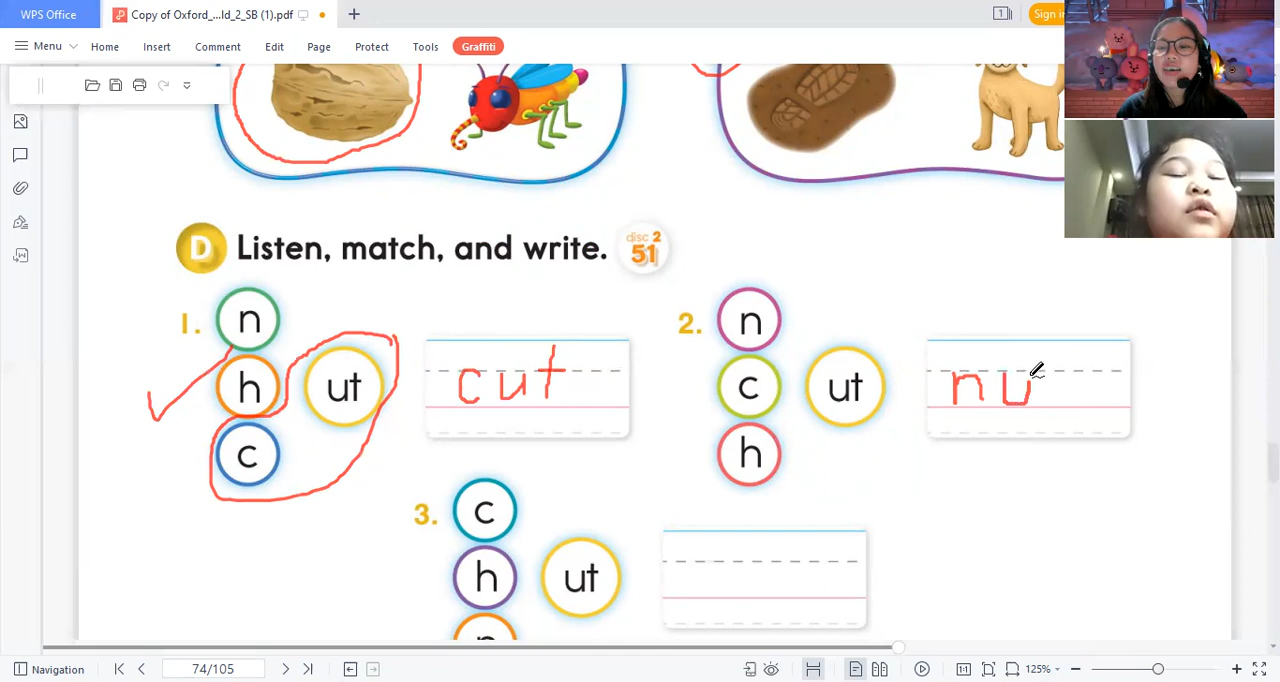 WPS Office
Copy of Oxford_...ld_2_SB (1).pdf
1
Sign in
Menu
Home
Insert
Comment
Edit
Page
Protect
Tools
Graffiti
D Listen, match, and write. disc 2 51
1.
n
h
c
ut
cut
2.
n
c
h
ut
nu
3.
c
h
ut
Navigation
74/105
125%